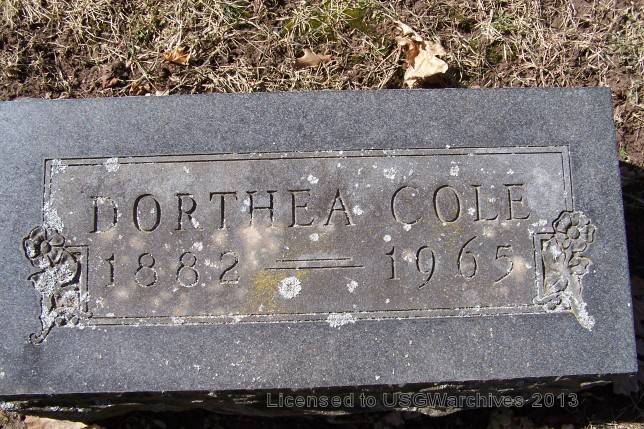 DORTHEA COLE
1882 — 1965
Licensed to USGWarchives 2013